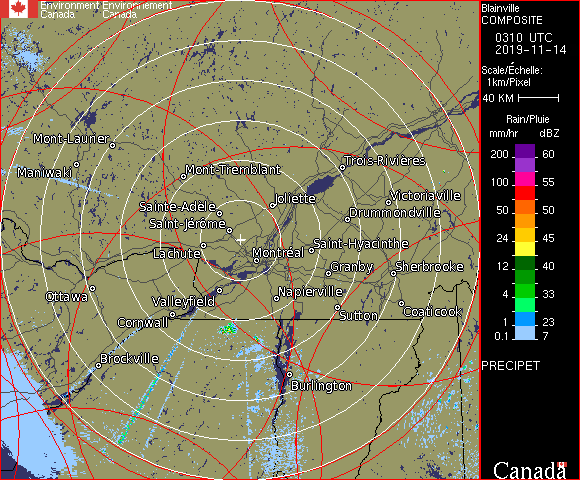 Environment Environnement
Canada Canada
Blainville
COMPOSITE
0310 UTC
2019-11-14
Scale/Échelle:
1km/Pixel
40 KM
Rain/Pluie
mm/hr dBZ
200 60
100 55
50 50
24 45
12 40
4 33
1 23
0.1 7
PRECIPET
Canada
Mont-Laurier
Maniwaki
Mont-Tremblant
Trois-Rivières
Sainte-Adèle
Joliette
Victoriaville
Drummondville
Saint-Jérôme
Lachute
Montréal
Saint-Hyacinthe
Granby
Sherbrooke
Ottawa
Valleyfield
Napierville
Cornwall
Sutton
Coaticook
Brockville
Burlington